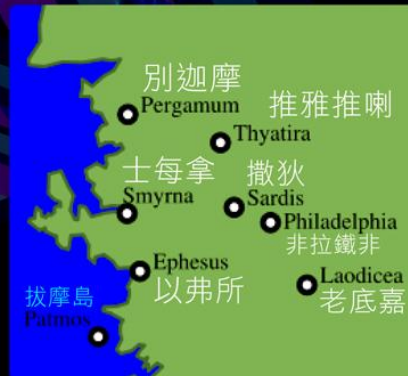 別迦摩
Pergamum
推雅推喇
Thyatira
士每拿
Smyrna
撒狄
Sardis
Philadelphia
非拉鐵非
Ephesus
以弗所
Laodicea
老底嘉
拔摩島
Patmos